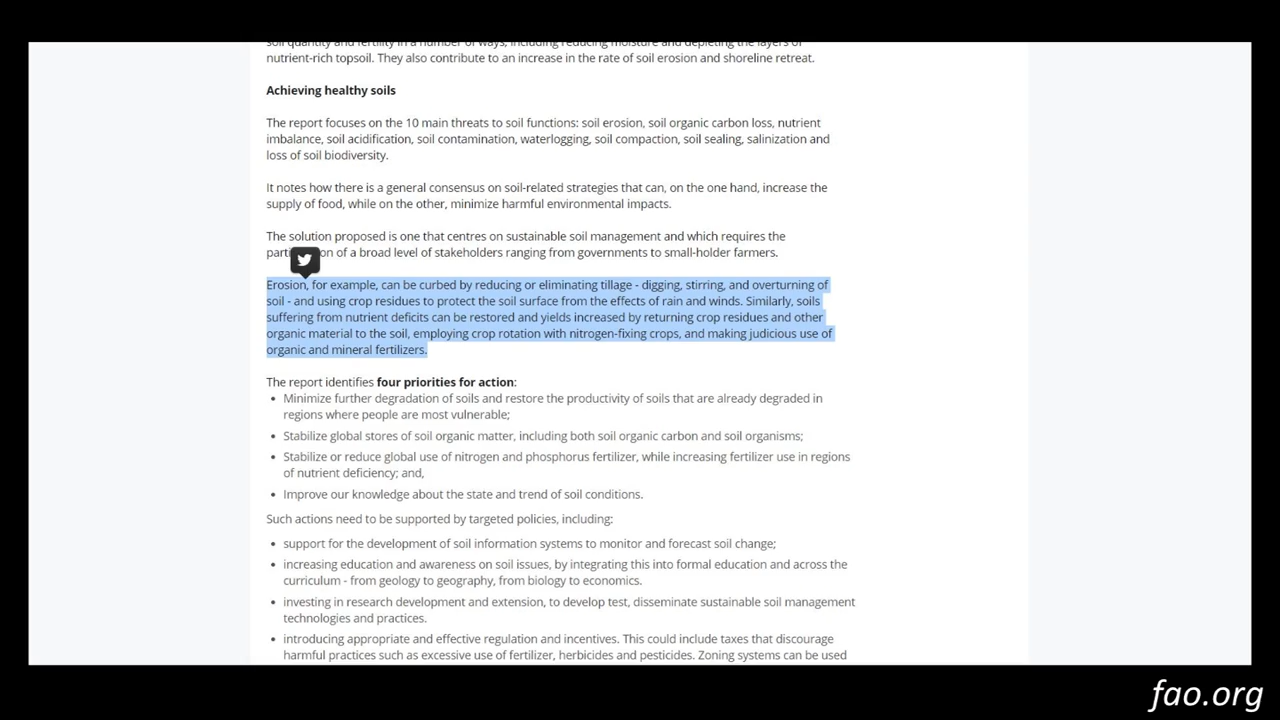 soil quantity and fertility in a number of ways, including reducing moisture and depleting the layers of
nutrient-rich topsoil. They also contribute to an increase in the rate of soil erosion and shoreline retreat.
Achieving healthy soils
The report focuses on the 10 main threats to soil functions: soil erosion, soil organic carbon loss, nutrient
imbalance, soil acidification, soil contamination, waterlogging, soil compaction, soil sealing, salinization and
loss of soil biodiversity.
It notes how there is a general consensus on soil-related strategies that can, on the one hand, increase the
supply of food, while on the other, minimize harmful environmental impacts.
The solution proposed is one that centres on sustainable soil management and which requires the
of a broad level of stakeholders ranging from governments to small-holder farmers.
Erosion, for example, can be curbed by reducing or eliminating tillage - digging, stirring, and overturning of
soil - and using crop residues to protect the soil surface from the effects of rain and winds. Similarly, soils
suffering from nutrient deficits can be restored and yields increased by returning crop residues and other
organic material to the soil, employing crop rotation with nitrogen-fixing crops, and making judicious use of
organic and mineral fertilizers.
The report identifies four priorities for action:
• Minimize further degradation of soils and restore the productivity of soils that are already degraded in
regions where people are most vulnerable;
• Stabilize global stores of soil organic matter, including both soil organic carbon and soil organisms;
• Stabilize or reduce global use of nitrogen and phosphorus fertilizer, while increasing fertilizer use in regions
of nutrient deficiency; and,
• Improve our knowledge about the state and trend of soil conditions.
Such actions need to be supported by targeted policies, including:
• support for the development of soil information systems to monitor and forecast soil change;
• increasing education and awareness on soil issues, by integrating this into formal education and across the
curriculum - from geology to geography, from biology to economics.
• investing in research development and extension, to develop test, disseminate sustainable soil management
technologies and practices.
• introducing appropriate and effective regulation and incentives. This could include taxes that discourage
harmful practices such as excessive use of fertilizer, herbicides and pesticides. Zoning systems can be used
fao.org